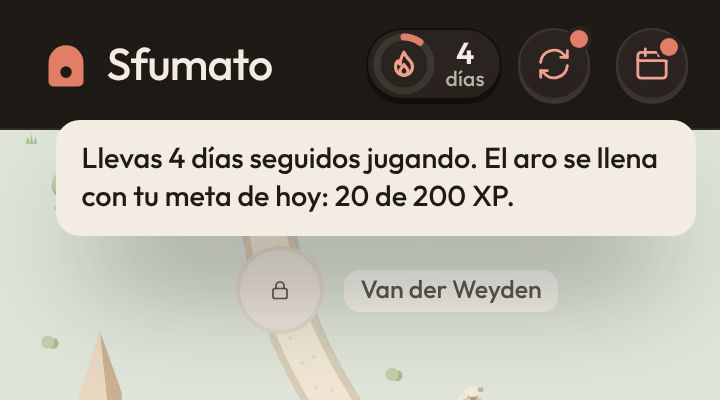 Sfumato
4
días
Llevas 4 días seguidos jugando. El aro se llena
con tu meta de hoy: 20 de 200 XP.
Van der Weyden